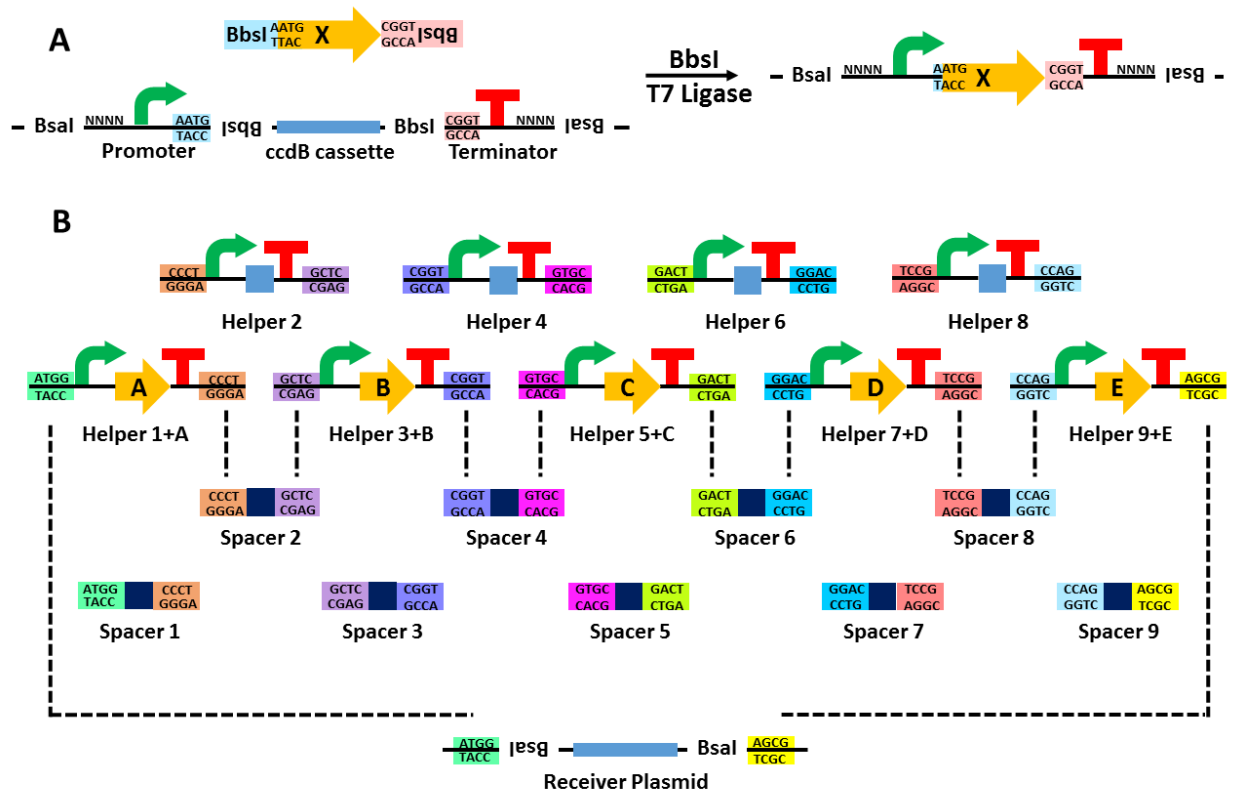 A
BbsI AATG X CGGT BbsI
TTAC GCCA
BbsI
T7 Ligase
BsaI NNNN AATG X CGGT NNNN BsaI
TACC GCCA
BsaI NNNN AATG BbsI BbsI CGGT NNNN BsaI
TACC GCCA
Promoter ccdB cassette Terminator
B
CCCT GCTC CGGT GTGC GACT GGAC TCCG CCAG
GGGA CGAG GCCA CACG CTGA CCTG AGGC GGTC
Helper 2 Helper 4 Helper 6 Helper 8
ATGG A CCCT GCTC B CGGT GTGC C GACT GGAC D TCCG CCAG E AGCG
TACC GGGA CGAG GCCA CACG CTGA CCTG AGGC GGTC TCGC
Helper 1+A Helper 3+B Helper 5+C Helper 7+D Helper 9+E
CCCT GCTC CGGT GTGC GACT GGAC TCCG CCAG
GGGA CGAG GCCA CACG CTGA CCTG AGGC GGTC
Spacer 2 Spacer 4 Spacer 6 Spacer 8
ATGG CCCT GCTC CGGT GTGC GACT GGAC TCCG CCAG AGCG
TACC GGGA CGAG GCCA CACG CTGA CCTG AGGC GGTC TCGC
Spacer 1 Spacer 3 Spacer 5 Spacer 7 Spacer 9
ATGG BsaI BsaI AGCG
TACC TCGC
Receiver Plasmid